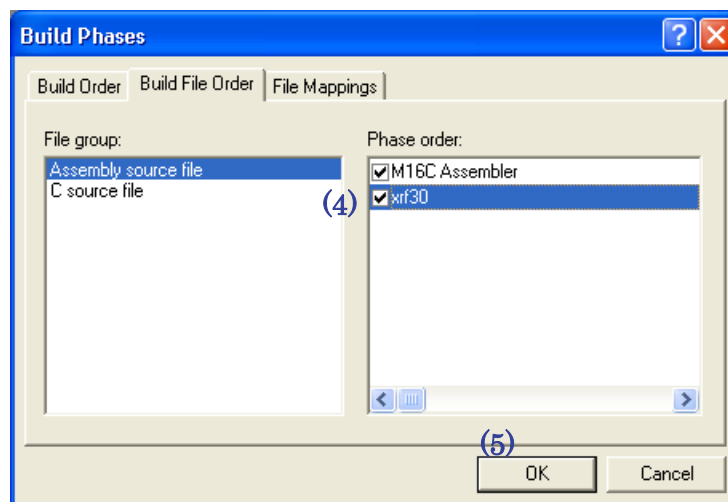 Build Phases
Build Order Build File Order File Mappings
File group: Phase order:
Assembly source file M16C Assembler
C source file xrf30
(4)
(5)
OK Cancel